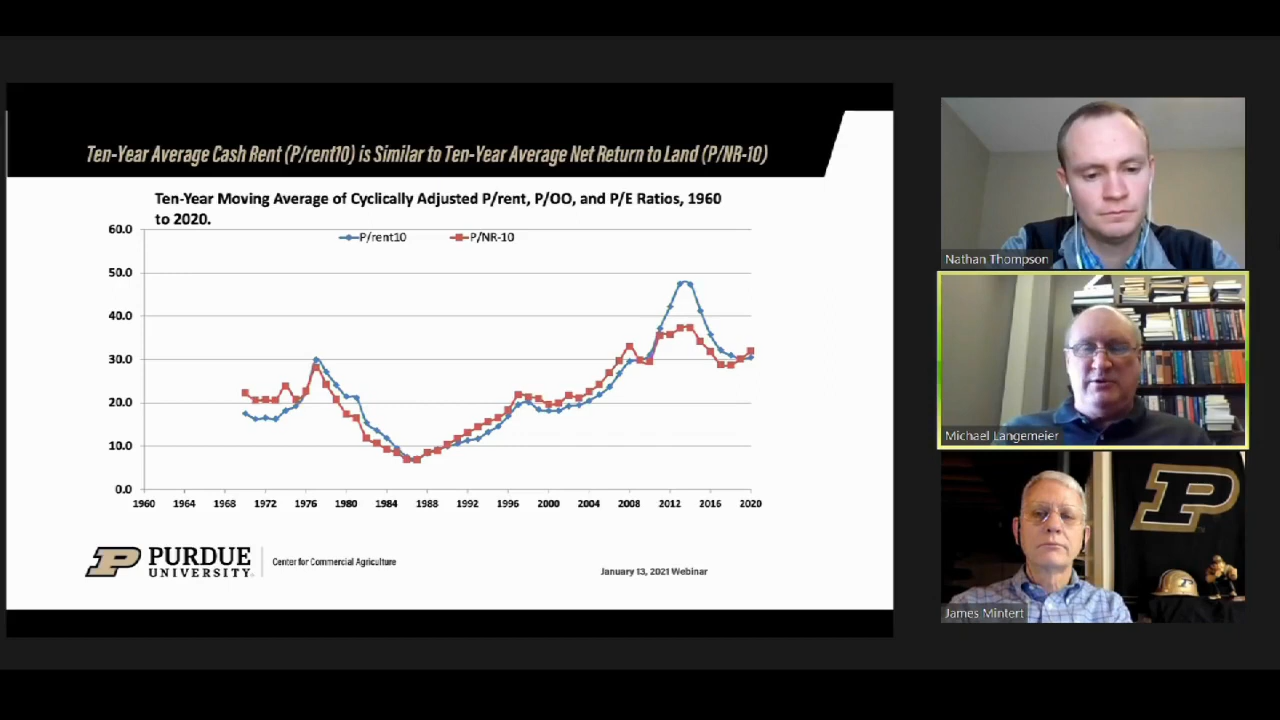 Ten-Year Average Cash Rent (P/rent10) is Similar to Ten-Year Average Net Return to Land (P/NR-10)
Ten-Year Moving Average of Cyclically Adjusted P/rent, P/OO, and P/E Ratios, 1960
to 2020.
P/rent10 P/NR-10
60.0
50.0
40.0
30.0
20.0
10.0
0.0
1960 1964 1968 1972 1976 1980 1984 1988 1992 1996 2000 2004 2008 2012 2016 2020
P PURDUE
UNIVERSITY
Center for Commercial Agriculture
January 13, 2021 Webinar
Nathan Thompson
Michael Langemeier
P
James Mintert